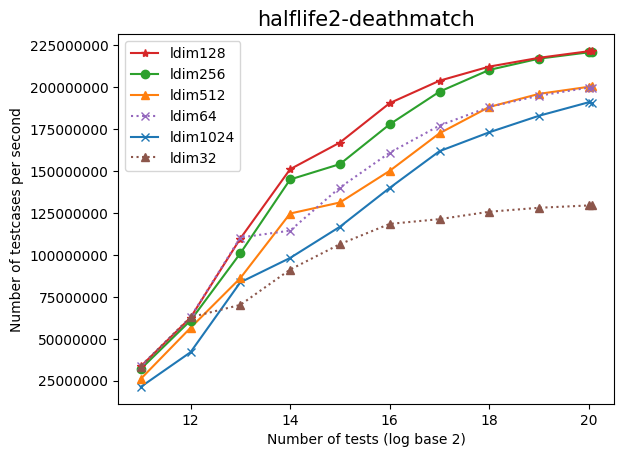 halflife2-deathmatch
ldim128
ldim256
ldim512
ldim64
ldim1024
ldim32
225000000
200000000
175000000
150000000
125000000
100000000
75000000
50000000
25000000
Number of testcases per second
12 14 16 18 20
Number of tests (log base 2)